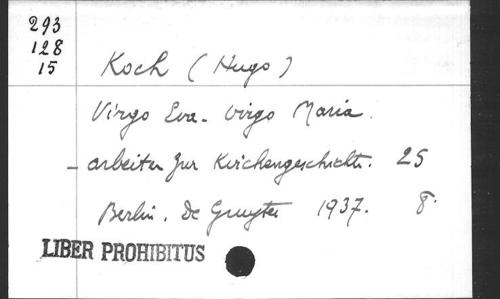 293
128
15
Koch (Hugo)
Virgo Eva - Virgo Maria.
- arbeiten zur Kirchengeschichte. 25
Berlin. De Gruyter 1937. 8.
LIBER PROHIBITUS